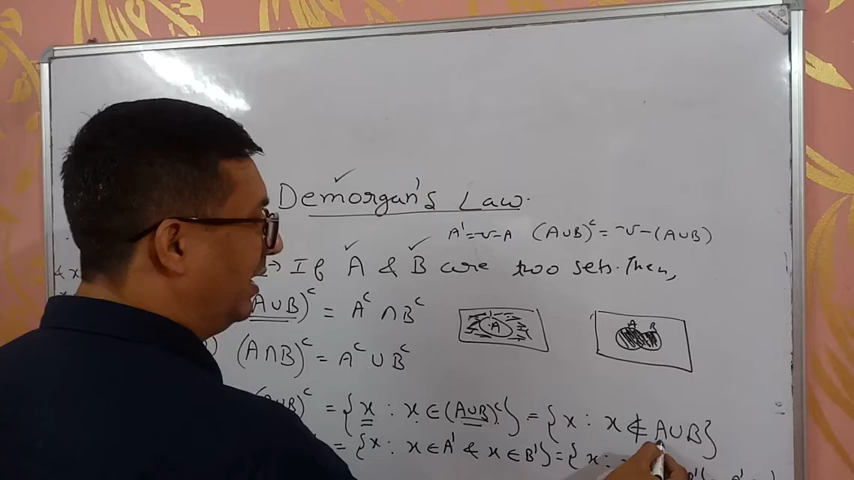 Demorgan's Law.
A' = U - A (A∪B)ᶜ = U - (A∪B)
→ If A & B are two sets. Then,
A∪B)ᶜ = Aᶜ ∩ Bᶜ
(A∩B)ᶜ = Aᶜ ∪ Bᶜ
A
A B
∪B)ᶜ = {x : x ∈ (A∪B)ᶜ} = {x : x ∉ A∪B}
= {x : x ∈ A' & x ∈ B'} = {x :